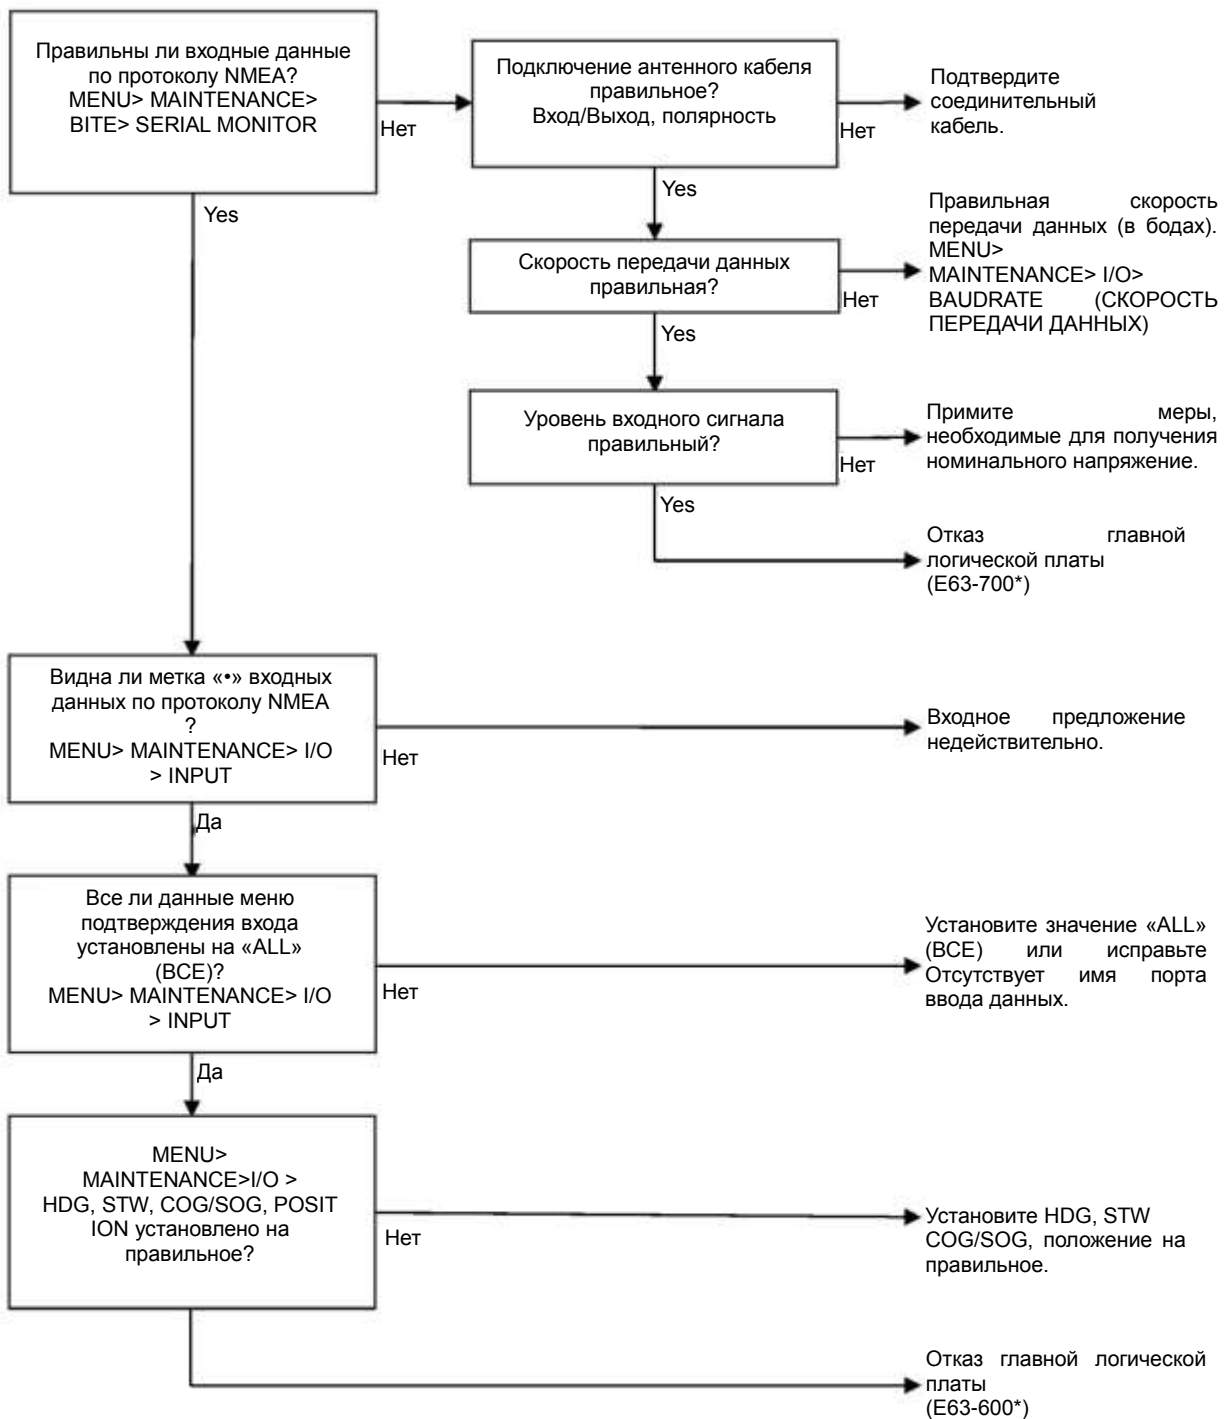 Правильны ли входные данные
по протоколу NMEA?
MENU> MAINTENANCE>
BITE> SERIAL MONITOR
Нет
Подключение антенного кабеля
правильное?
Вход/Выход, полярность
Нет
Подтвердите
соединительный
кабель.
Yes
Yes
Скорость передачи данных
правильная?
Нет
Правильная скорость
передачи данных (в бодах).
MENU>
MAINTENANCE> I/O>
BAUDRATE (СКОРОСТЬ
ПЕРЕДАЧИ ДАННЫХ)
Yes
Уровень входного сигнала
правильный?
Нет
Примите меры,
необходимые для получения
номинального напряжение.
Yes
Отказ главной
логической платы
(E63-700*)
Видна ли метка «•» входных
данных по протоколу NMEA
?
MENU> MAINTENANCE> I/O
> INPUT
Нет
Входное предложение
недействительно.
Да
Все ли данные меню
подтверждения входа
установлены на «ALL»
(ВСЕ)?
MENU> MAINTENANCE> I/O
> INPUT
Нет
Установите значение «ALL»
(ВСЕ) или исправьте
Отсутствует имя порта
ввода данных.
Да
MENU>
MAINTENANCE>I/O >
HDG, STW, COG/SOG, POSIT
ION установлено на
правильное?
Нет
Установите HDG, STW
COG/SOG, положение на
правильное.
Отказ главной логической
платы
(E63-600*)